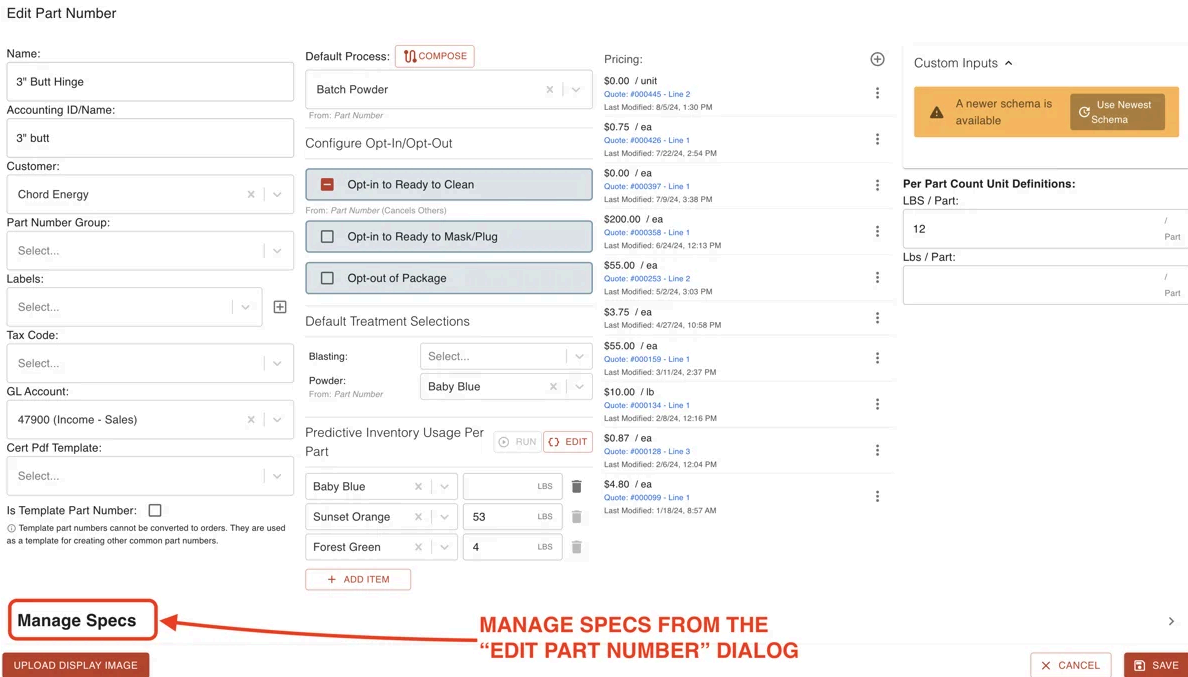 Edit Part Number
Name:
3" Butt Hinge
Accounting ID/Name:
3" butt
Customer:
Chord Energy
Part Number Group:
Select...
Labels:
Select...
Tax Code:
Select...
GL Account:
47900 (Income - Sales)
Cert Pdf Template:
Select...
Is Template Part Number:
Template part numbers cannot be converted to orders. They are used
as a template for creating other common part numbers.
Default Process:
COMPOSE
Batch Powder
From: Part Number
Configure Opt-In/Opt-Out
Opt-in to Ready to Clean
From: Part Number (Cancels Others)
Opt-in to Ready to Mask/Plug
Opt-out of Package
Default Treatment Selections
Blasting:
Select...
Powder:
From: Part Number
Baby Blue
Predictive Inventory Usage Per
Part
RUN
EDIT
Baby Blue LBS
Sunset Orange 53 LBS
Forest Green 4 LBS
ADD ITEM
Pricing:
$0.00 / unit
Quote: #000445 - Line 2
Last Modified: 8/5/24, 1:30 PM
$0.75 / ea
Quote: #000426 - Line 1
Last Modified: 7/22/24, 2:54 PM
$0.00 / ea
Quote: #000397 - Line 1
Last Modified: 7/9/24, 3:38 PM
$200.00 / ea
Quote: #000358 - Line 1
Last Modified: 6/24/24, 12:13 PM
$55.00 / ea
Quote: #000253 - Line 2
Last Modified: 5/2/24, 3:03 PM
$3.75 / ea
Last Modified: 4/27/24, 10:58 PM
$55.00 / ea
Quote: #000159 - Line 1
Last Modified: 3/11/24, 2:37 PM
$10.00 / lb
Quote: #000134 - Line 1
Last Modified: 2/8/24, 12:16 PM
$0.87 / ea
Quote: #000128 - Line 3
Last Modified: 2/6/24, 12:04 PM
$4.80 / ea
Quote: #000099 - Line 1
Last Modified: 1/18/24, 8:57 AM
Custom Inputs
A newer schema is
available
Use Newest
Schema
Per Part Count Unit Definitions:
LBS / Part:
12
/
Part
Lbs / Part:
/
Part
Manage Specs
MANAGE SPECS FROM THE
“EDIT PART NUMBER” DIALOG
UPLOAD DISPLAY IMAGE
CANCEL
SAVE